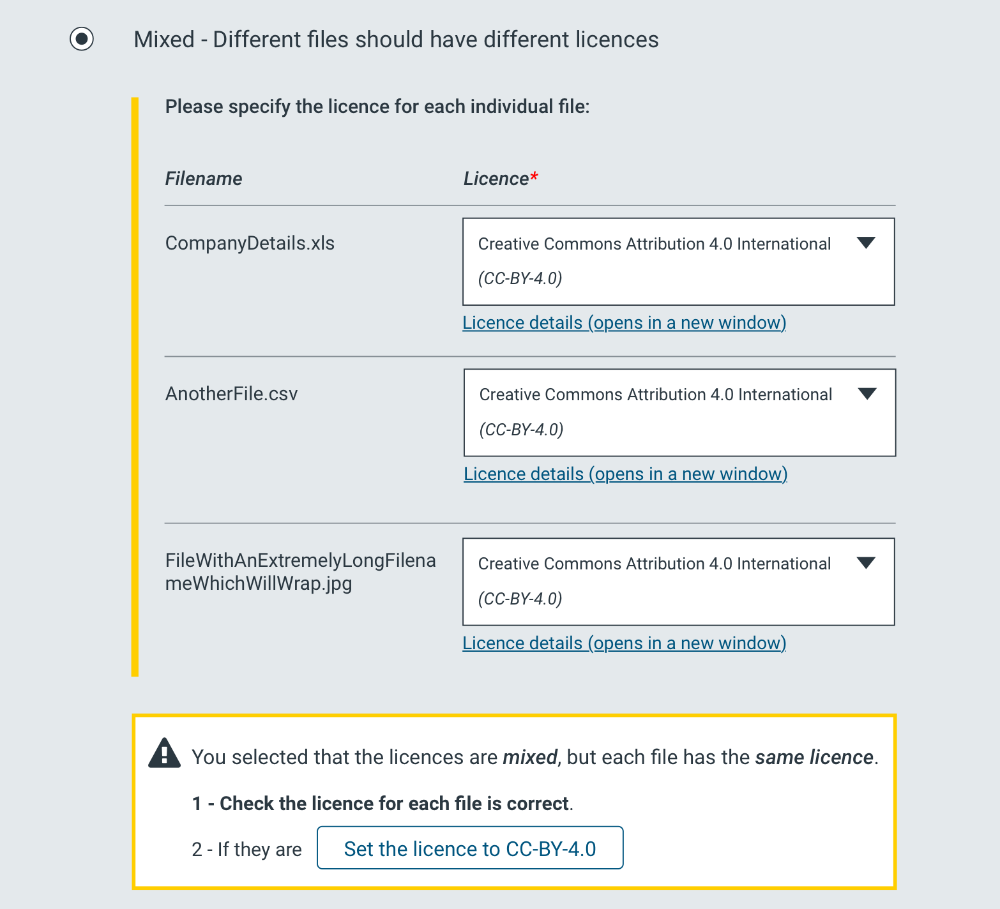 Mixed - Different files should have different licences
Please specify the licence for each individual file:
Filename
Licence*
CompanyDetails.xls
Creative Commons Attribution 4.0 International
(CC-BY-4.0)
Licence details (opens in a new window)
AnotherFile.csv
Creative Commons Attribution 4.0 International
(CC-BY-4.0)
Licence details (opens in a new window)
FileWithAnExtremelyLongFilena
meWhichWillWrap.jpg
Creative Commons Attribution 4.0 International
(CC-BY-4.0)
Licence details (opens in a new window)
You selected that the licences are mixed, but each file has the same licence.
1 - Check the licence for each file is correct.
2 - If they are Set the licence to CC-BY-4.0